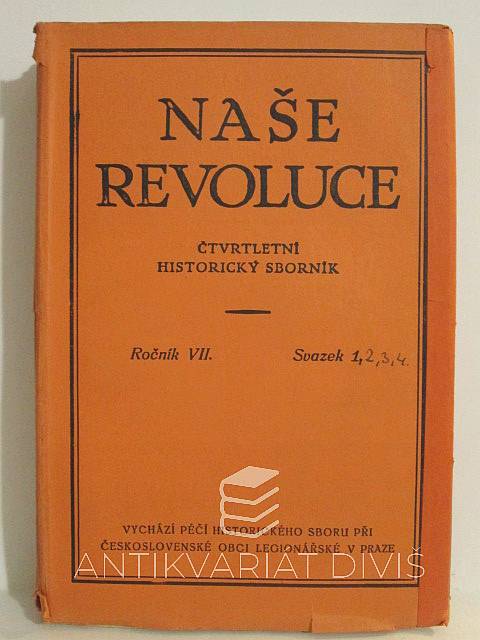 NAŠE
REVOLUCE
ČTVRTLETNÍ
HISTORICKÝ SBORNÍK
Ročník VII. Svazek 1,2,3,4.
VYCHÁZÍ PÉČÍ HISTORICKÉHO SBORU PŘI
ČESKOSLOVENSKÉ OBCI LEGIONÁŘSKÉ V PRAZE
ANTIKVARIAT DIVIŠ